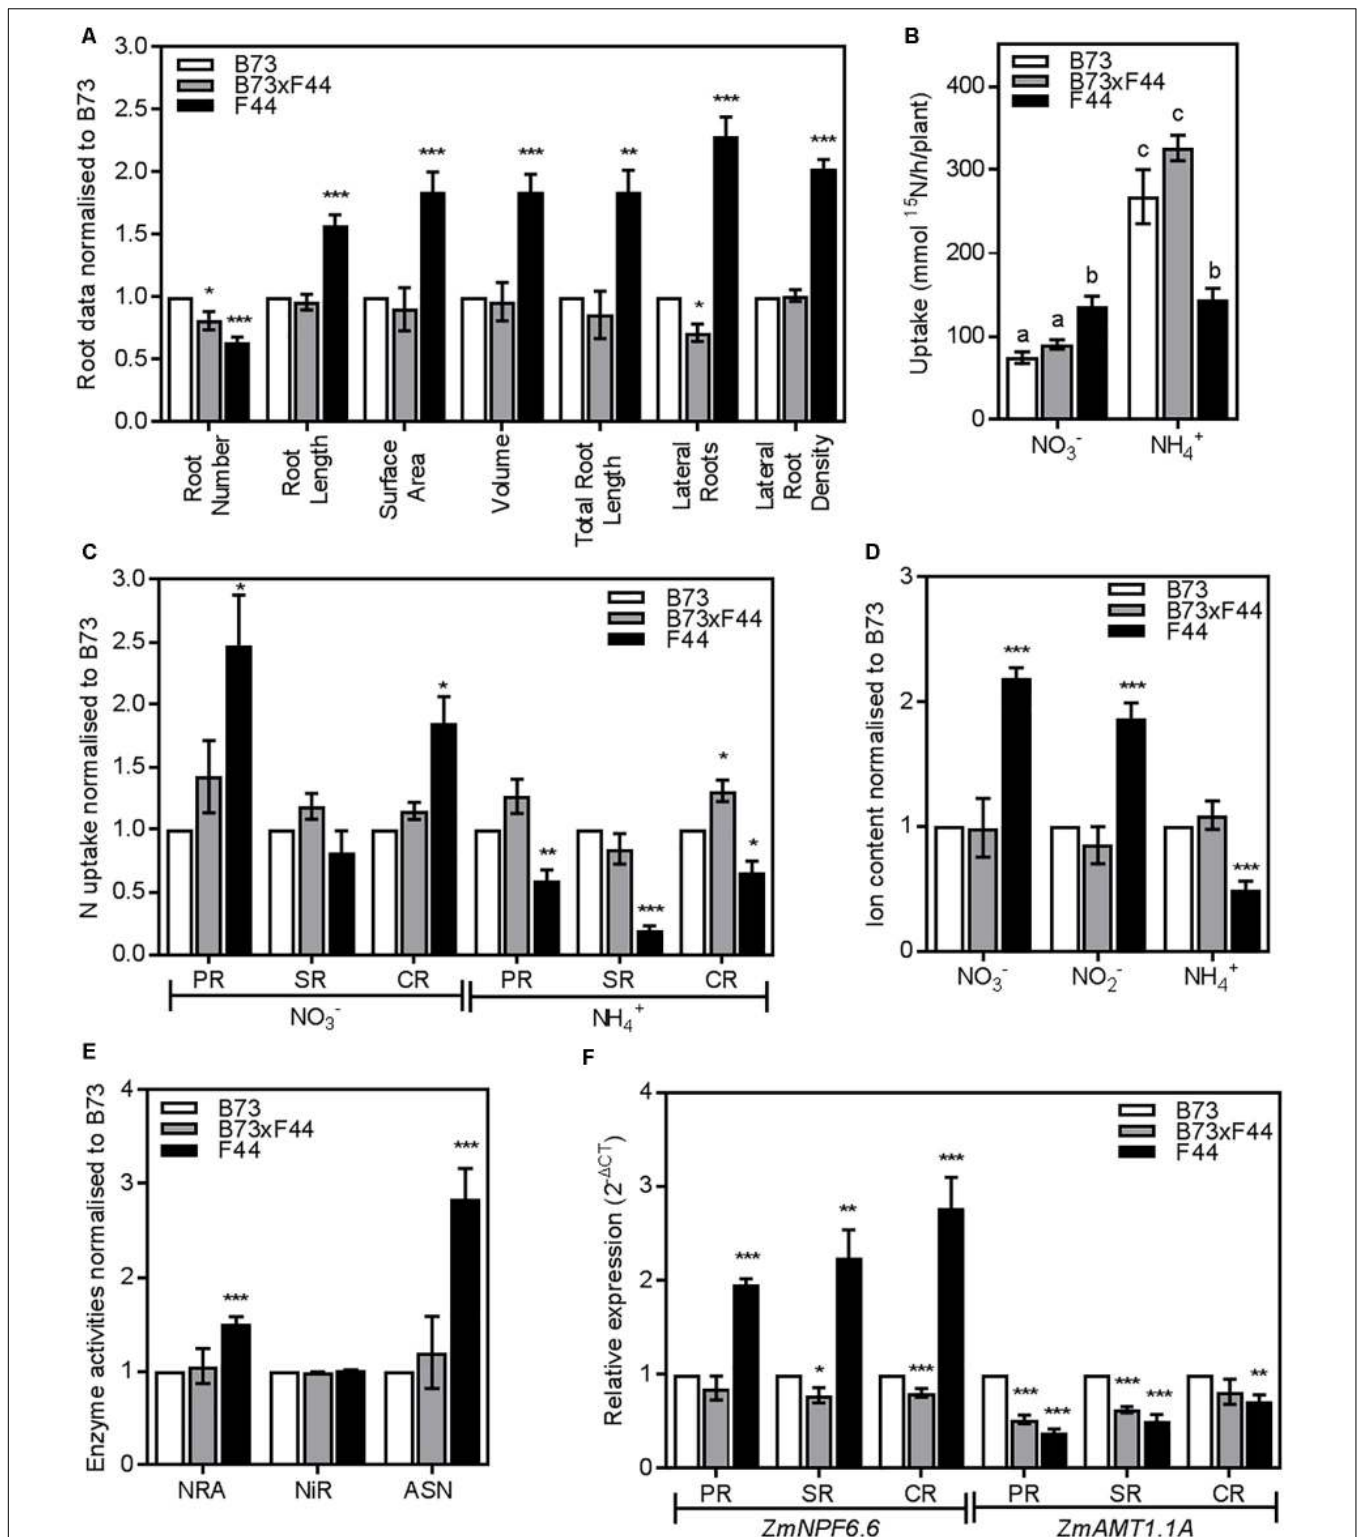 A
Root data normalised to B73
3.0
2.5
2.0
1.5
1.0
0.5
0.0
B73
B73xF44
F44
*
***
***
***
***
**
*
***
***
Root
Number
Root
Length
Surface
Area
Volume
Total Root
Length
Lateral
Roots
Lateral
Root
Density
B
Uptake (mmol ¹⁵N/h/plant)
400
300
200
100
0
B73
B73xF44
F44
a
a
b
c
c
b
NO₃⁻ NH₄⁺
C
N uptake normalised to B73
3.0
2.5
2.0
1.5
1.0
0.5
0.0
B73
B73xF44
F44
*
*
**
***
*
*
PR SR CR PR SR CR
NO₃⁻ NH₄⁺
D
Ion content normalised to B73
3
2
1
0
B73
B73xF44
F44
***
***
***
NO₃⁻ NO₂⁻ NH₄⁺
E
Enzyme activities normalised to B73
4
3
2
1
0
B73
B73xF44
F44
***
***
NRA NiR ASN
F
Relative expression (2⁻ΔCT)
4
3
2
1
0
B73
B73xF44
F44
***
*
**
***
***
***
***
***
***
**
PR SR CR PR SR CR
ZmNPF6.6 ZmAMT1.1A